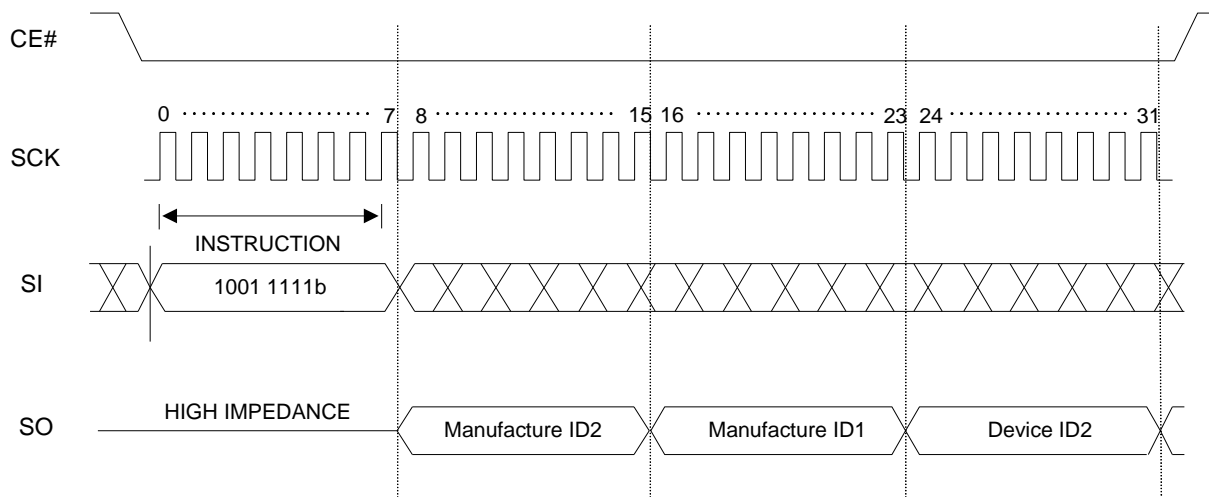 CE#
0 7 8 15 16 23 24 31
SCK
INSTRUCTION
SI 1001 1111b
HIGH IMPEDANCE
SO Manufacture ID2 Manufacture ID1 Device ID2